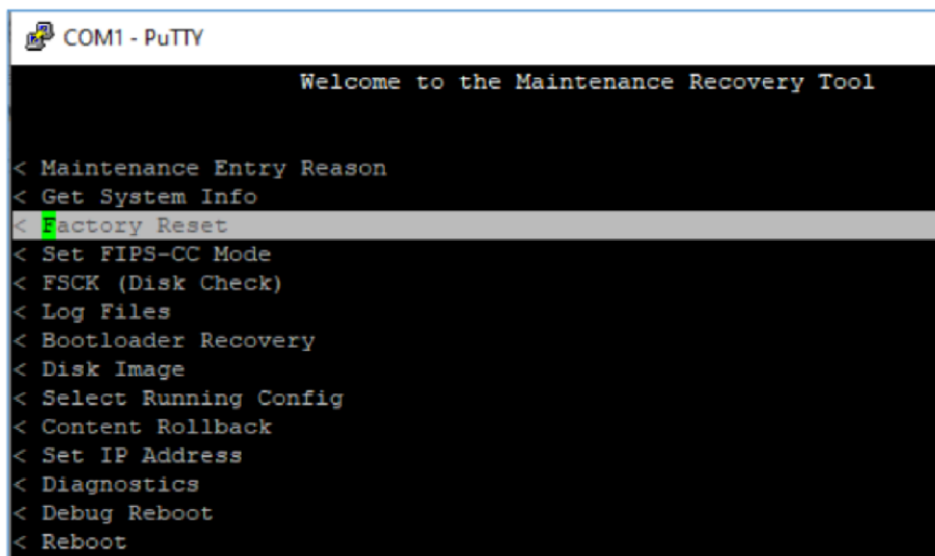 COM1 - PuTTY
Welcome to the Maintenance Recovery Tool
< Maintenance Entry Reason
< Get System Info
< Factory Reset
< Set FIPS-CC Mode
< FSCK (Disk Check)
< Log Files
< Bootloader Recovery
< Disk Image
< Select Running Config
< Content Rollback
< Set IP Address
< Diagnostics
< Debug Reboot
< Reboot